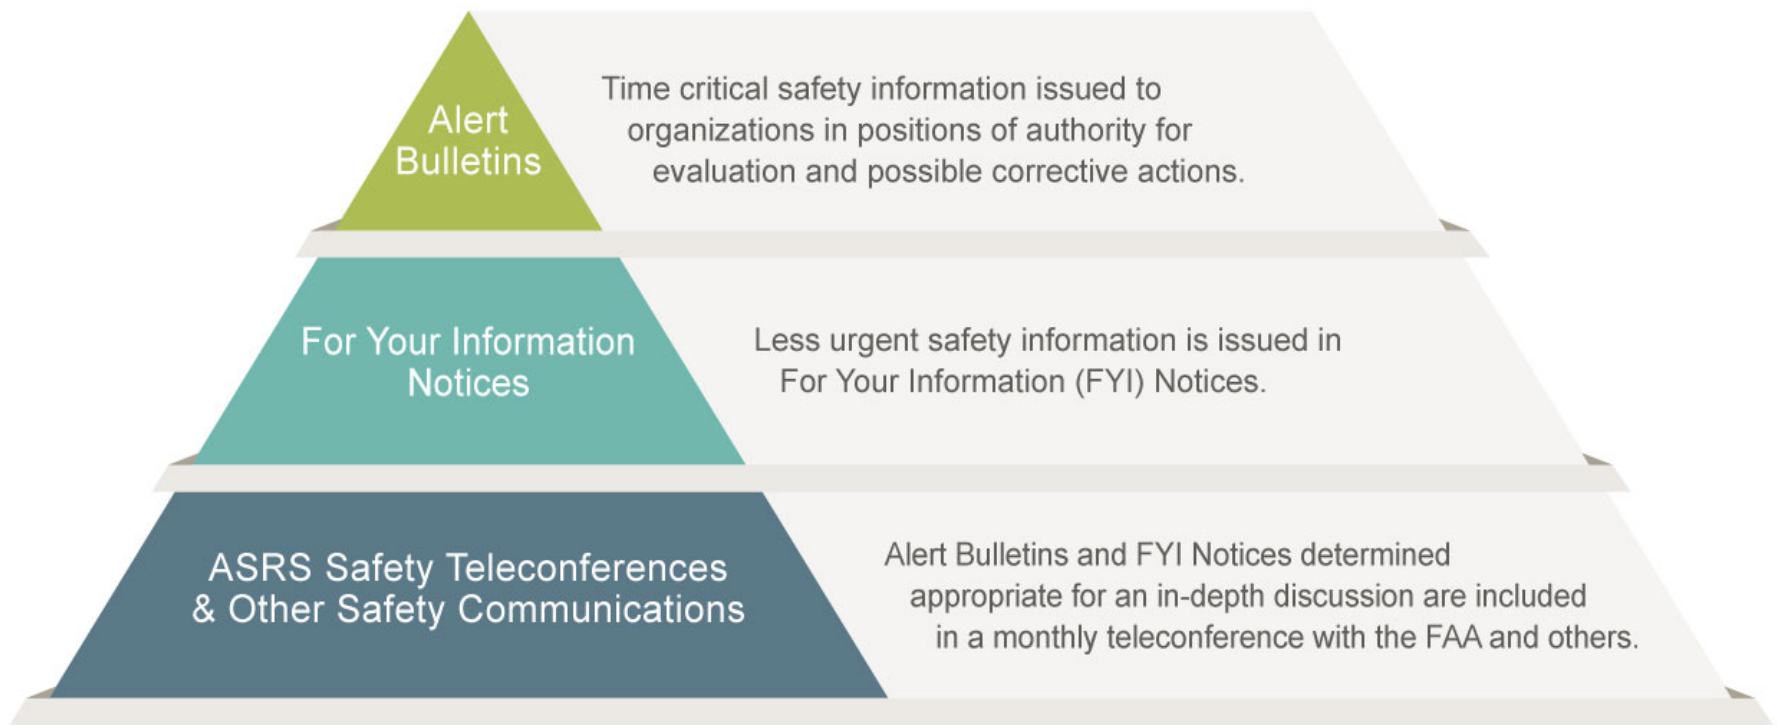 Alert
Bulletins
Time critical safety information issued to
organizations in positions of authority for
evaluation and possible corrective actions.
For Your Information
Notices
Less urgent safety information is issued in
For Your Information (FYI) Notices.
ASRS Safety Teleconferences
& Other Safety Communications
Alert Bulletins and FYI Notices determined
appropriate for an in-depth discussion are included
in a monthly teleconference with the FAA and others.